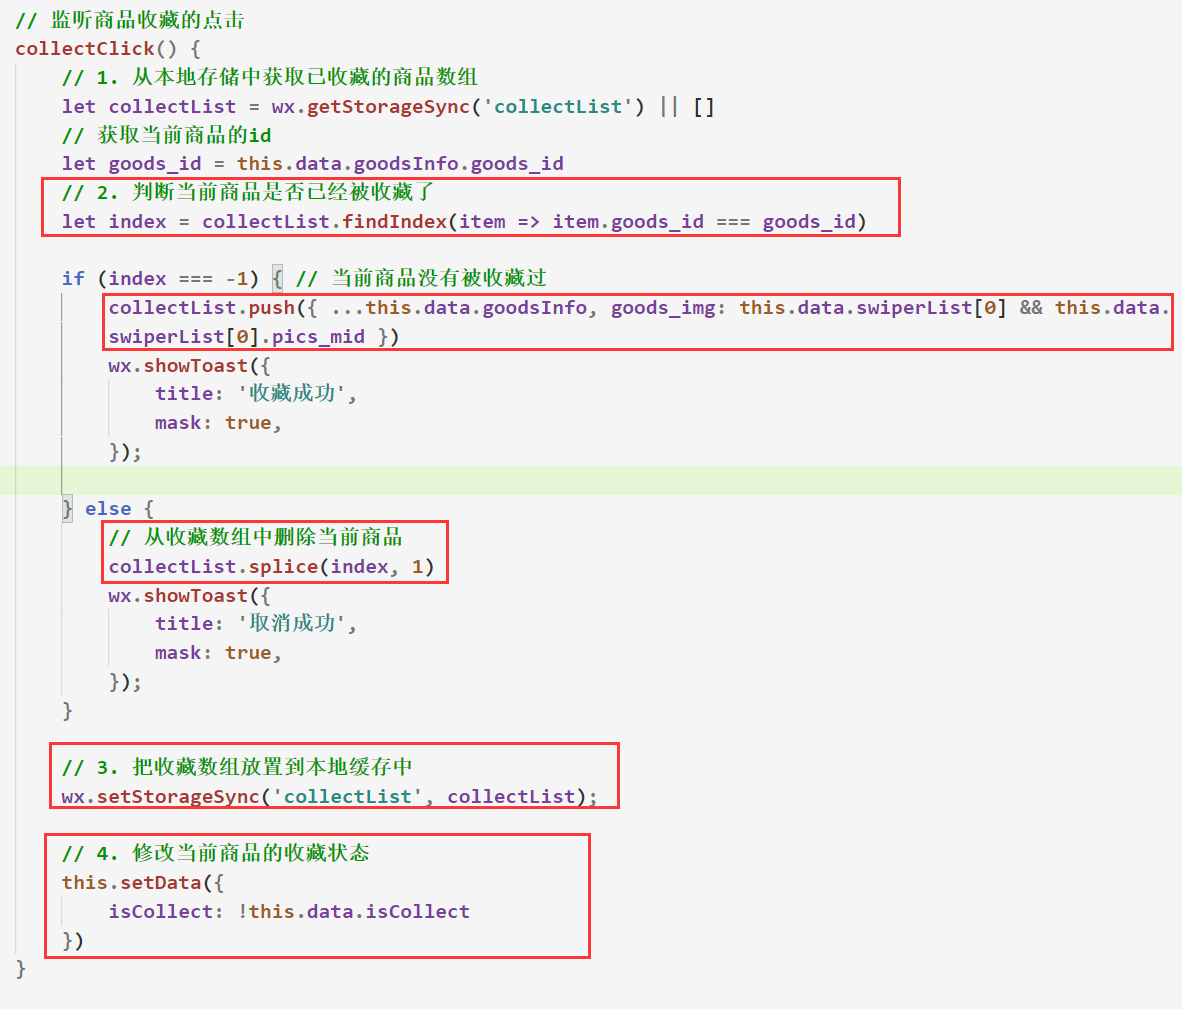 // 监听商品收藏的点击
collectClick() {
    // 1. 从本地存储中获取已收藏的商品数组
    let collectList = wx.getStorageSync('collectList') || []
    // 获取当前商品的id
    let goods_id = this.data.goodsInfo.goods_id
    // 2. 判断当前商品是否已经被收藏了
    let index = collectList.findIndex(item => item.goods_id === goods_id)
    if (index === -1) { // 当前商品没有被收藏过
        collectList.push({ ...this.data.goodsInfo, goods_img: this.data.swiperList[0] && this.data.
        swiperList[0].pics_mid })
        wx.showToast({
            title: '收藏成功',
            mask: true,
        });
    } else {
        // 从收藏数组中删除当前商品
        collectList.splice(index, 1)
        wx.showToast({
            title: '取消成功',
            mask: true,
        });
    }
    // 3. 把收藏数组放置到本地缓存中
    wx.setStorageSync('collectList', collectList);
    // 4. 修改当前商品的收藏状态
    this.setData({
        isCollect: !this.data.isCollect
    })
}